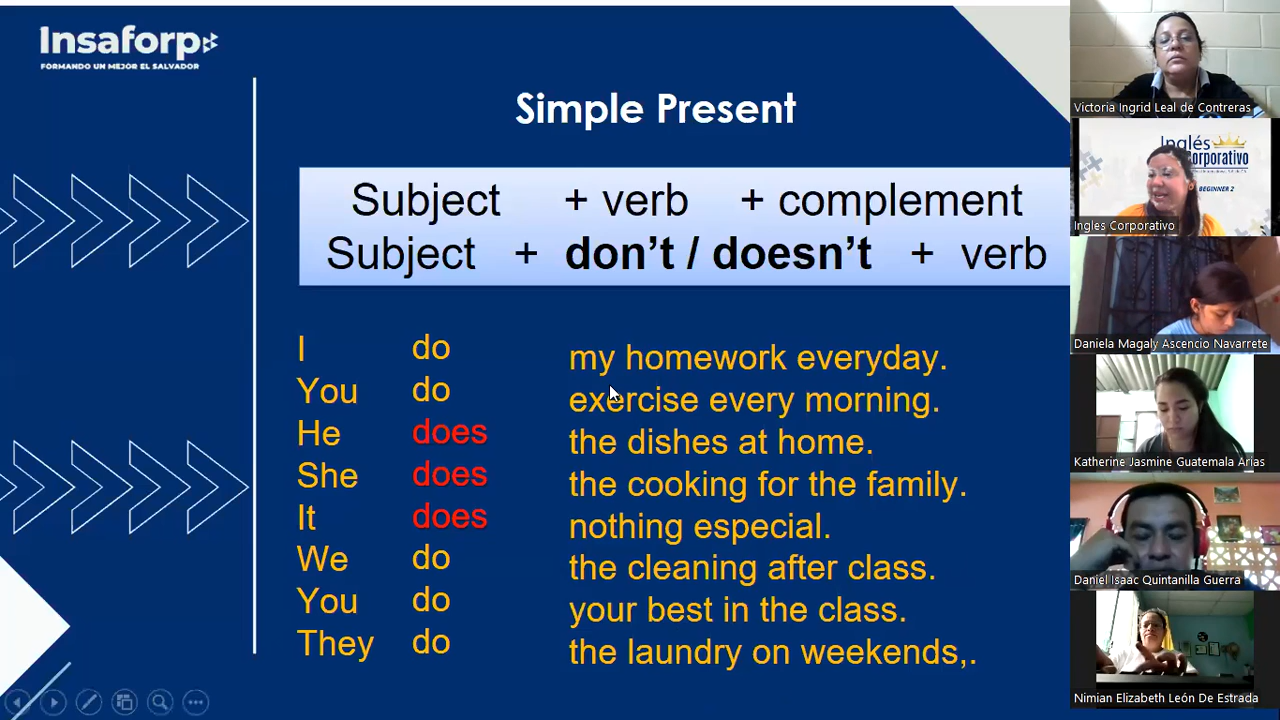 Insaforp
FORMANDO UN MEJOR EL SALVADOR
Simple Present
Subject + verb + complement
Subject + don't / doesn't + verb
I do my homework everyday.
You do exercise every morning.
He does the dishes at home.
She does the cooking for the family.
It does nothing especial.
We do the cleaning after class.
You do your best in the class.
They do the laundry on weekends,.
Victoria Ingrid Leal de Contreras
Inglés
Corporativo
BEGINNER 2
Ingles Corporativo
Daniela Magaly Ascencio Navarrete
Katherine Jasmine Guatemala Arias
Daniel Isaac Quintanilla Guerra
Nimian Elizabeth León De Estrada